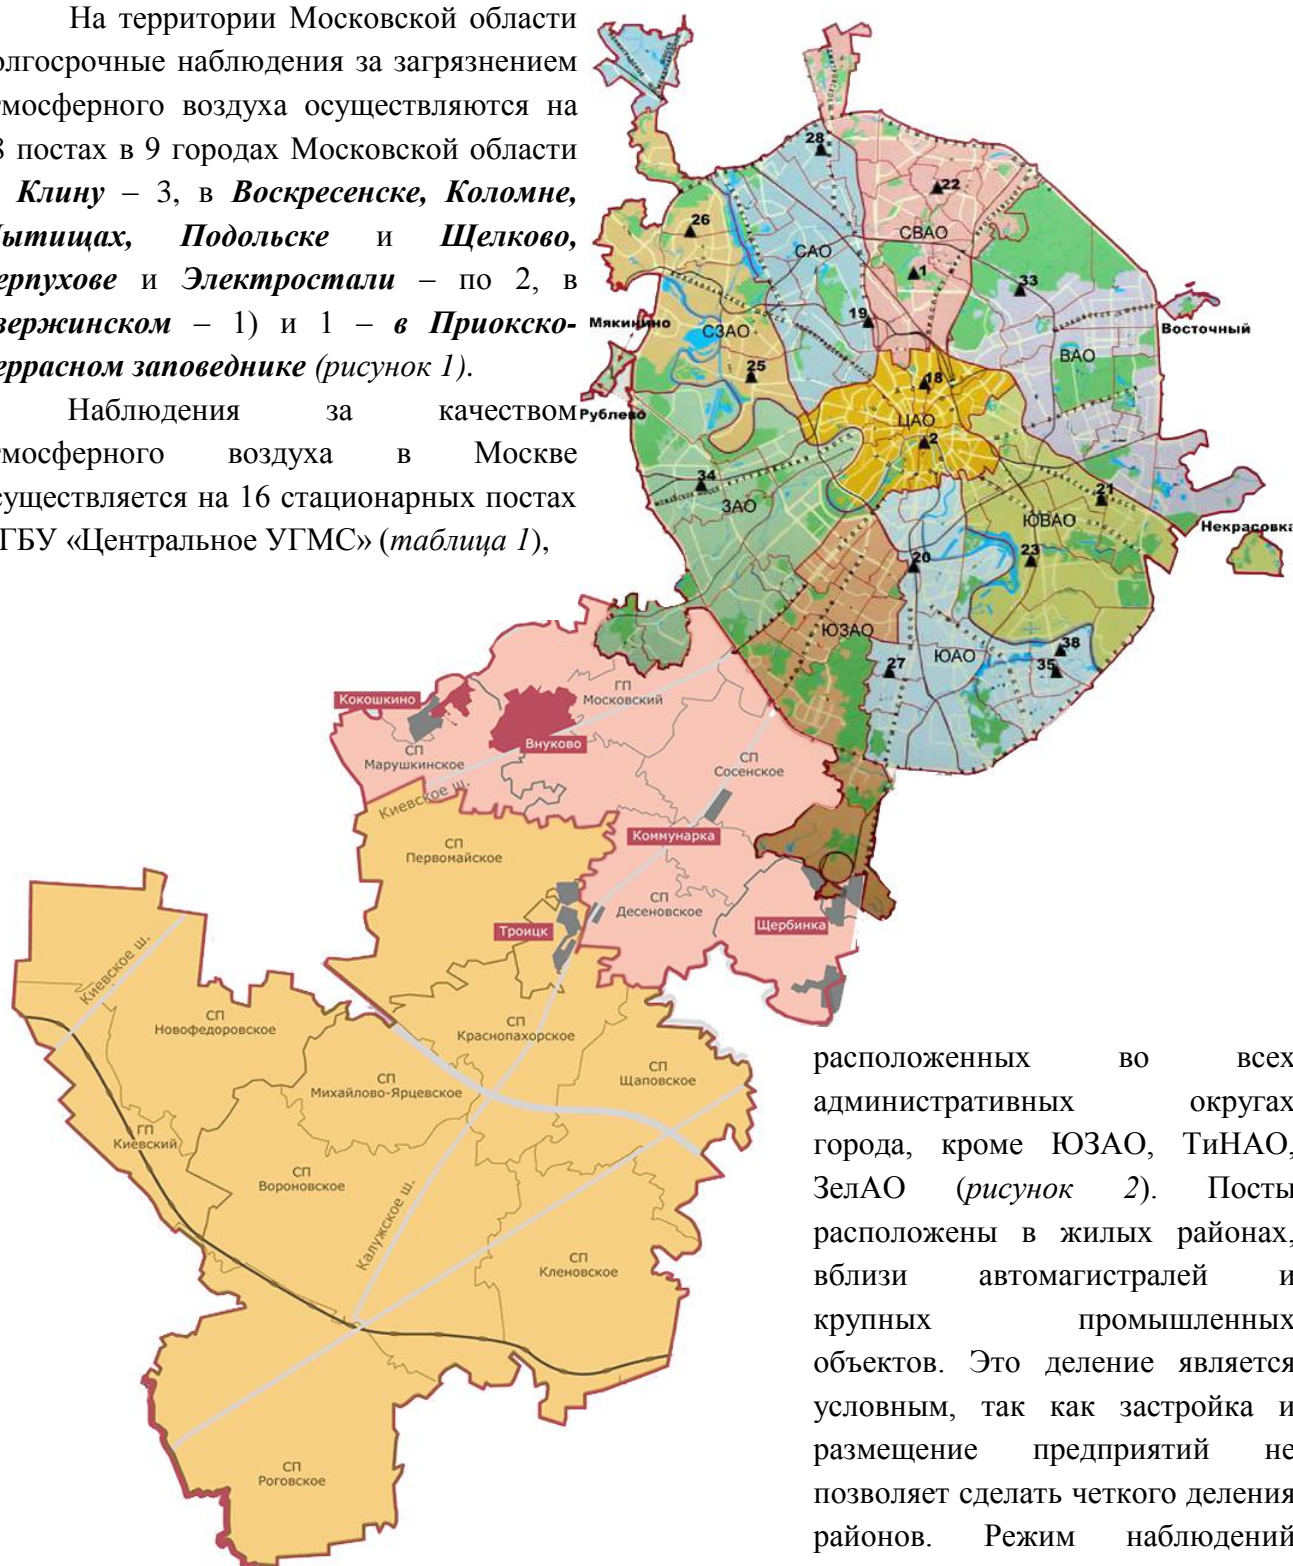 На территории Московской области
олгосрочные наблюдения за загрязнением
тмосферного воздуха осуществляются на
8 постах в 9 городах Московской области
Клину – 3, в Воскресенске, Коломне,
ытищах, Подольске и Щелково,
ерпухове и Электростали – по 2, в
зержинском – 1) и 1 – в Приокско-
еррасном заповеднике (рисунок 1).
Наблюдения за качеством
тмосферного воздуха в Москве
существляется на 16 стационарных постах
ГБУ «Центральное УГМС» (таблица 1),
28
22
26
СВАО
САО
1
33
19
Мякинино
СЗАО
Восточный
ВАО
25
18
Рублево
ЦАО
2
34
ЗАО
21
ЮВАО
Некрасовка
23
20
ЮЗАО
38
ЮАО
27
35
ГП
Московский
Кокошкино
Внуково
СП
Марушкинское
СП
Сосенское
Киевское ш.
Коммунарка
СП
Первомайское
СП
Десеновское
Троицк
Щербинка
Киевское ш.
СП
Новофедоровское
СП
Краснопахорское
СП
Щаповское
СП
Михайлово-Ярцевское
ГП
Киевский
СП
Вороновское
Калужское ш.
СП
Кленовское
СП
Роговское
расположенных во всех
административных округах
города, кроме ЮЗАО, ТиНАО,
ЗелАО (рисунок 2). Посты
расположены в жилых районах,
вблизи автомагистралей и
крупных промышленных
объектов. Это деление является
условным, так как застройка и
размещение предприятий не
позволяет сделать четкого деления
районов. Режим наблюдений